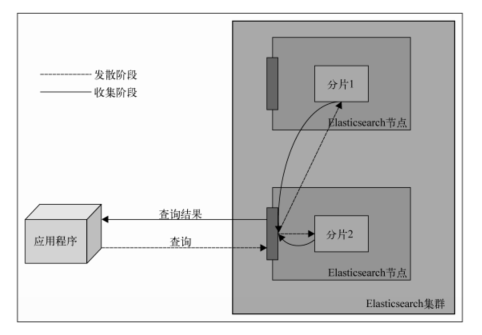 发散阶段
收集阶段
分片1
Elasticsearch节点
查询结果
应用程序
查询
分片2
Elasticsearch节点
Elasticsearch集群